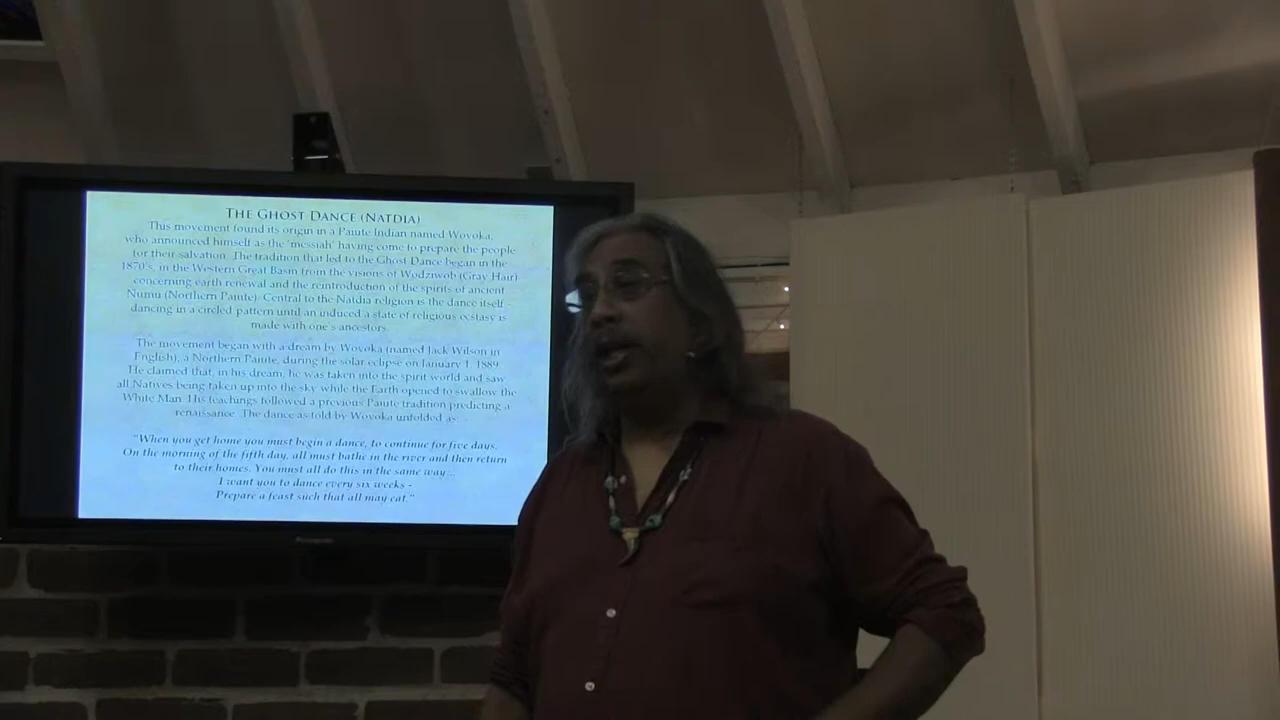 THE GHOST DANCE (NATDIA)
This movement found its origin in a Paiute Indian named Wovoka,
who announced himself as the 'messiah' having come to prepare the people
for their salvation. The tradition that led to the Ghost Dance began in the
1870's, in the Western Great Basin from the visions of Wodziwob (Gray Hair)
concerning earth renewal and the reintroduction of the spirits of ancient
Numu (Northern Paiute). Central to the Natdia religion is the dance itself -
dancing in a circled pattern until an induced a state of religious ecstasy is
made with one's ancestors.
The movement began with a dream by Wovoka (named Jack Wilson in
English), a Northern Paiute, during the solar eclipse on January 1, 1889.
He claimed that, in his dream, he was taken into the spirit world and saw
all Natives being taken up into the sky while the Earth opened to swallow the
White Man. His teachings followed a previous Paiute tradition predicting a
renaissance. The dance as told by Wovoka unfolded as:
"When you get home you must begin a dance, to continue for five days.
On the morning of the fifth day, all must bathe in the river and then return
to their homes. You must all do this in the same way...
I want you to dance every six weeks -
Prepare a feast such that all may eat."